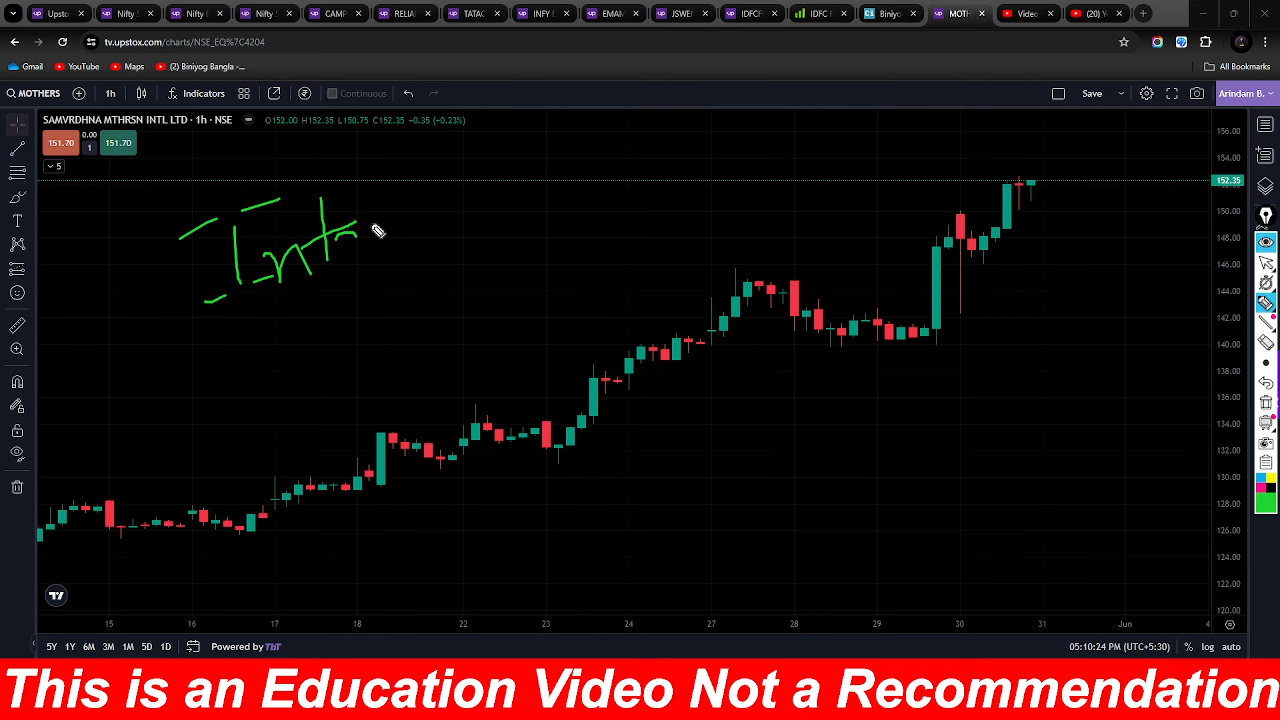 Upsto
Nifty 5
Nifty E
Nifty 5
CAMP
RELIAN
TATAC
INFY E
EMAM
JSWEN
IDFCF
IDFC F
Biniyo
MOTH
Video
(20) Yo
tv.upstox.com/charts/NSE_EQ%7C4204
Gmail YouTube Maps (2) Biniyog Bangla -... All Bookmarks
MOTHERS 1h Indicators Continuous Save Arindam B.
SAMVRDHNA MTHRSN INTL LTD · 1h · NSE O152.00 H152.35 L150.75 C152.35 −0.35 (+0.23%)
151.70 0.00 1 151.70
5
156.00
154.00
152.35
150.00
148.00
146.00
144.00
142.00
140.00
138.00
136.00
134.00
132.00
130.00
128.00
126.00
124.00
122.00
120.00
15 16 17 18 22 23 24 27 28 29 30 31 Jun 4
5Y 1Y 6M 3M 1M 5D 1D Powered by TbT 05:10:24 PM (UTC+5:30) % log auto
This is an Education Video Not a Recommendation